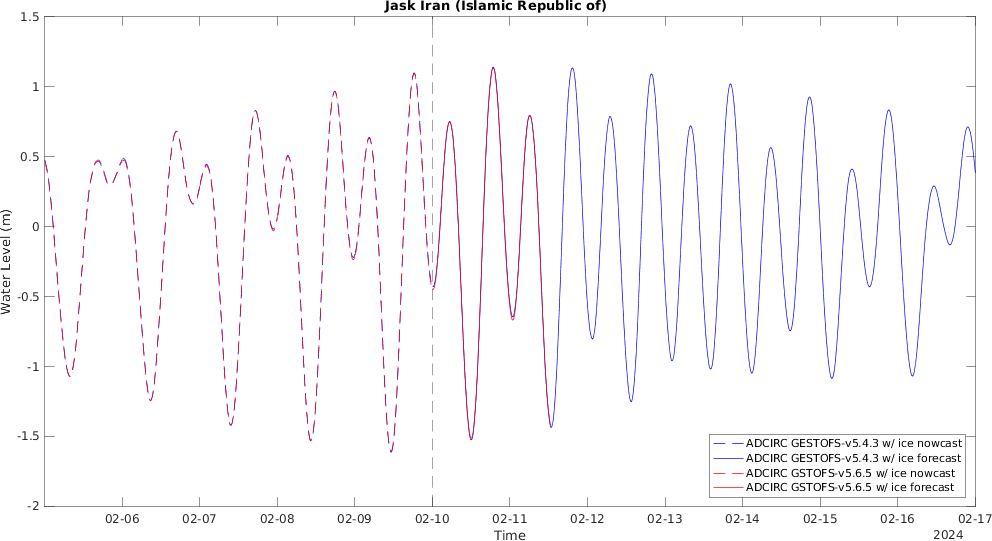 Jask Iran (Islamic Republic of)
1.5
1
0.5
0
-0.5
-1
-1.5
-2
Water Level (m)
02-06 02-07 02-08 02-09 02-10 02-11 02-12 02-13 02-14 02-15 02-16 02-17
Time
2024
ADCIRC GESTOFS-v5.4.3 w/ ice nowcast
ADCIRC GESTOFS-v5.4.3 w/ ice forecast
ADCIRC GSTOFS-v5.6.5 w/ ice nowcast
ADCIRC GSTOFS-v5.6.5 w/ ice forecast